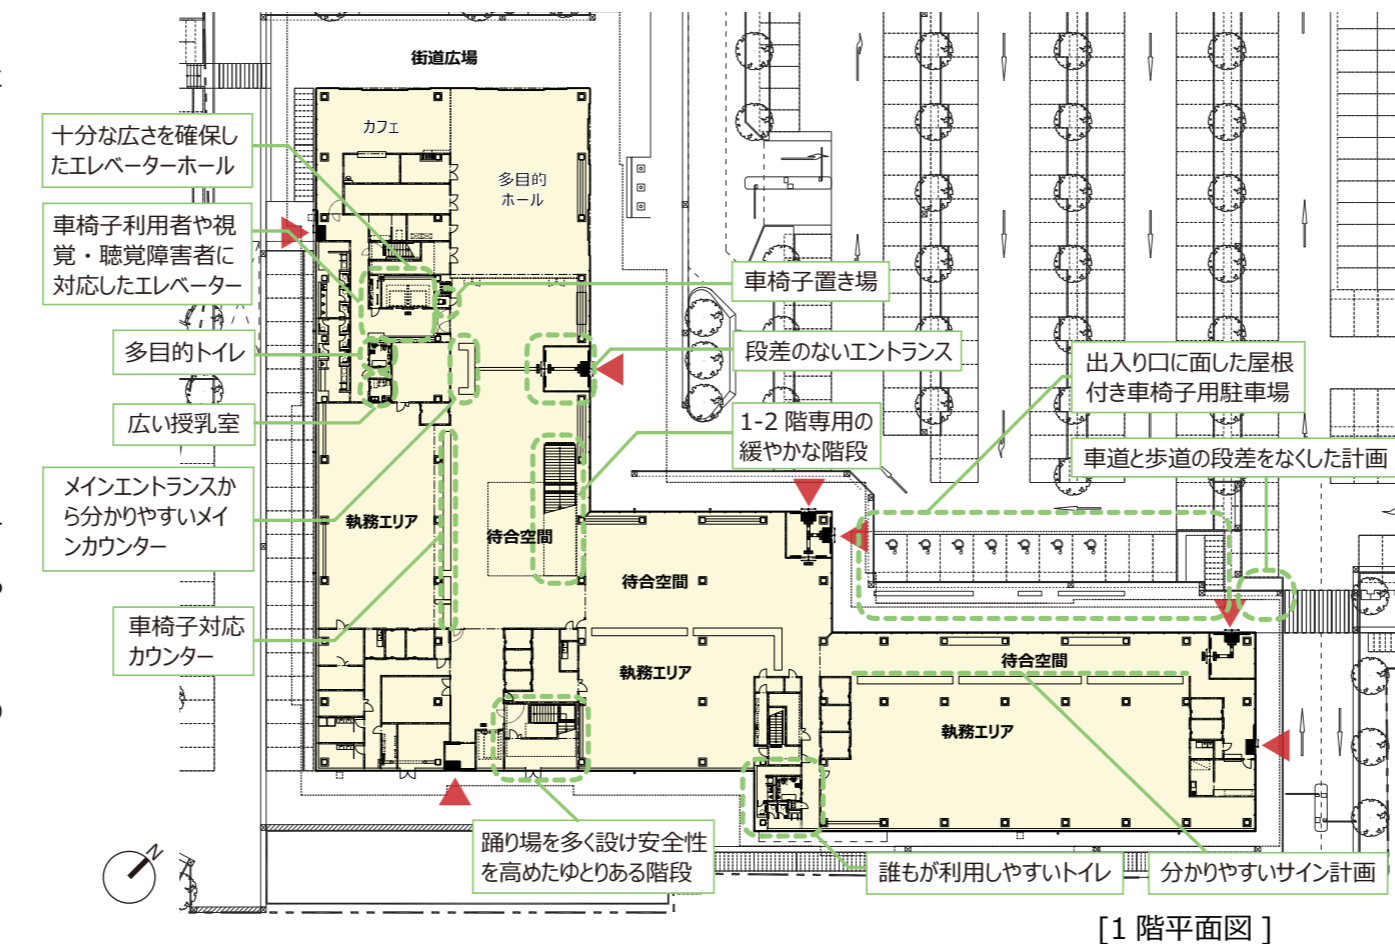 街道広場
カフェ
多目的
ホール
十分な広さを確保し
たエレベーターホール
車椅子利用者や視
覚・聴覚障害者に
対応したエレベーター
多目的トイレ
広い授乳室
メインエントランスか
ら分かりやすいメイ
ンカウンター
車椅子対応
カウンター
車椅子置き場
段差のないエントランス
1-2 階専用の
緩やかな階段
出入り口に面した屋根
付き車椅子用駐車場
車道と歩道の段差をなくした計画
執務エリア
待合空間
待合空間
執務エリア
待合空間
執務エリア
踊り場を多く設け安全性
を高めたゆとりある階段
誰もが利用しやすいトイレ
分かりやすいサイン計画
N
[1 階平面図 ]